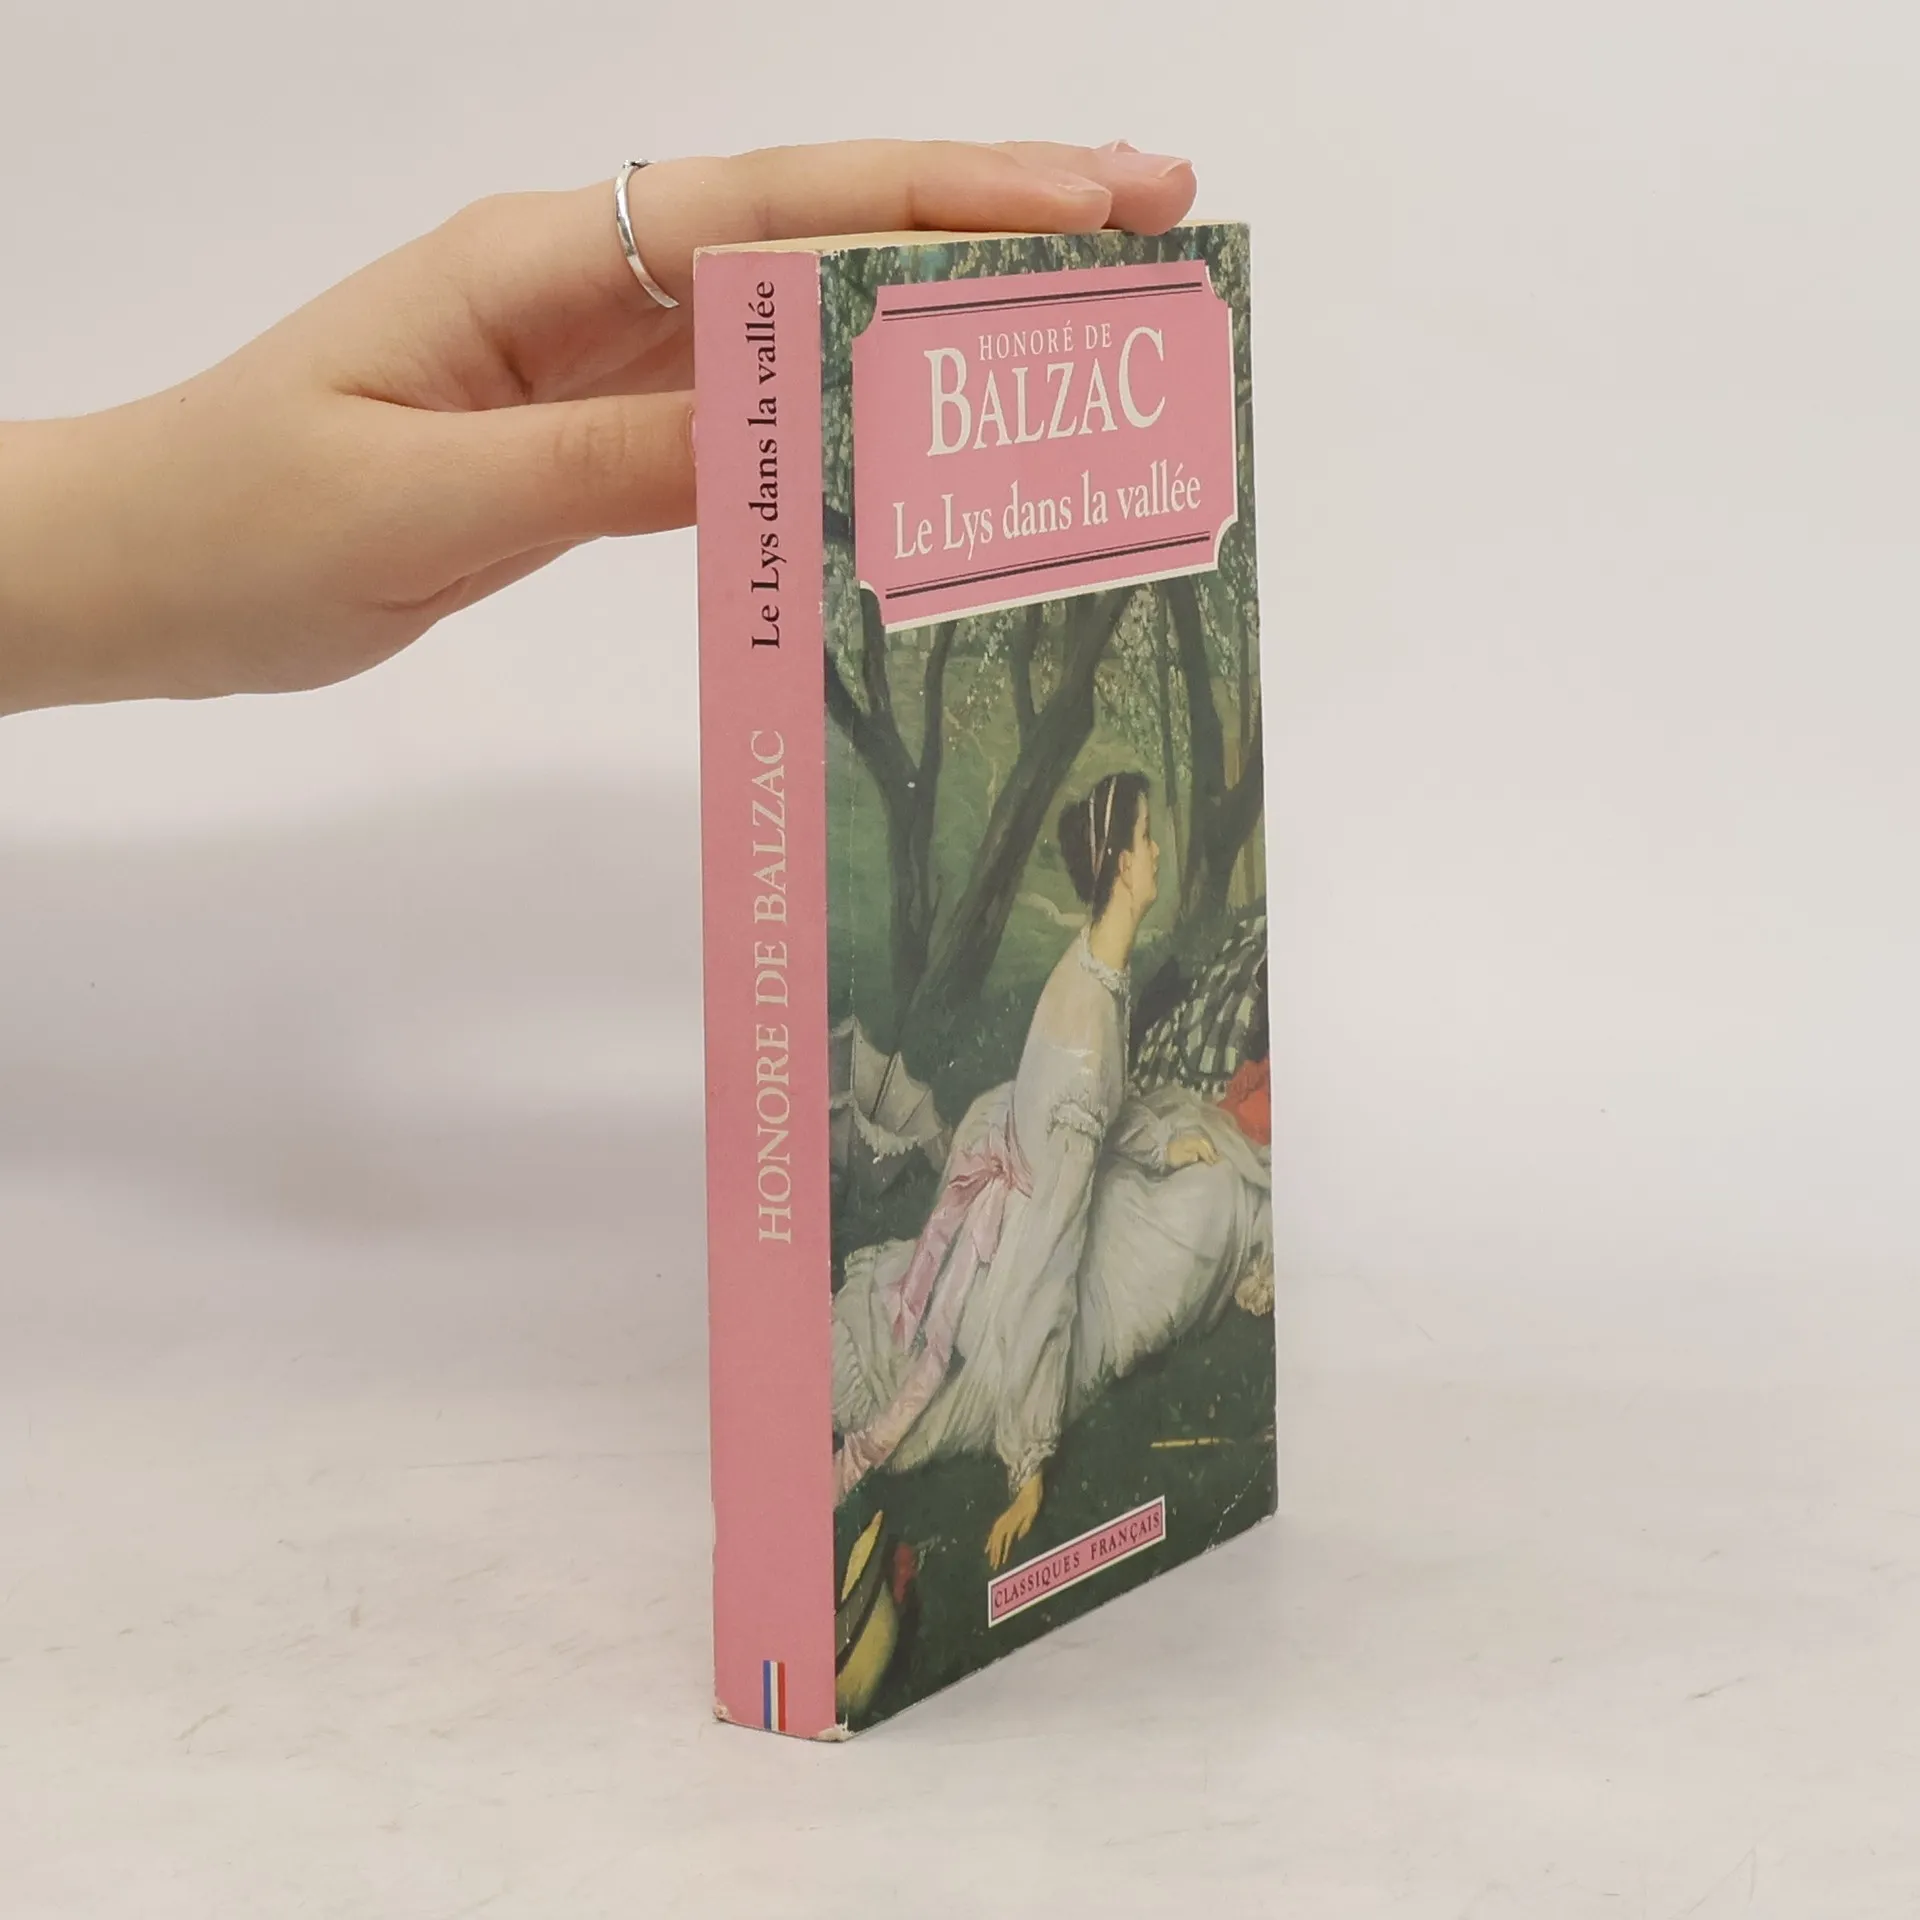 Le Lys dans la vallée
HONORE DE BALZAC
HONORÉ DE
BALZAC
Le Lys dans la vallée
CLASSIQUES FRANÇAIS